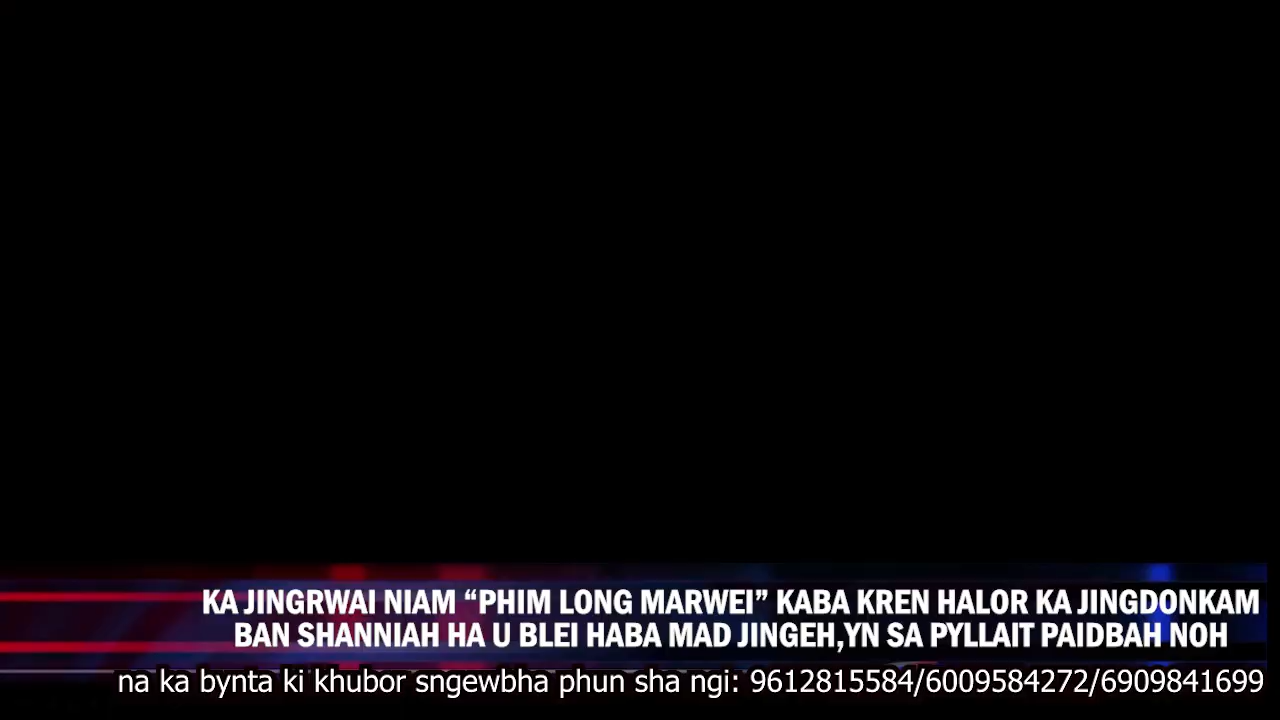 KA JINGRWAI NIAM “PHIM LONG MARWEI” KABA KREN HALOR KA JINGDONKAM
BAN SHANNIAH HA U BLEI HABA MAD JINGEH,YN SA PYLLAIT PAIDBAH NOH
na ka bynta ki khubor sngewbha phun sha ngi: 9612815584/6009584272/6909841699